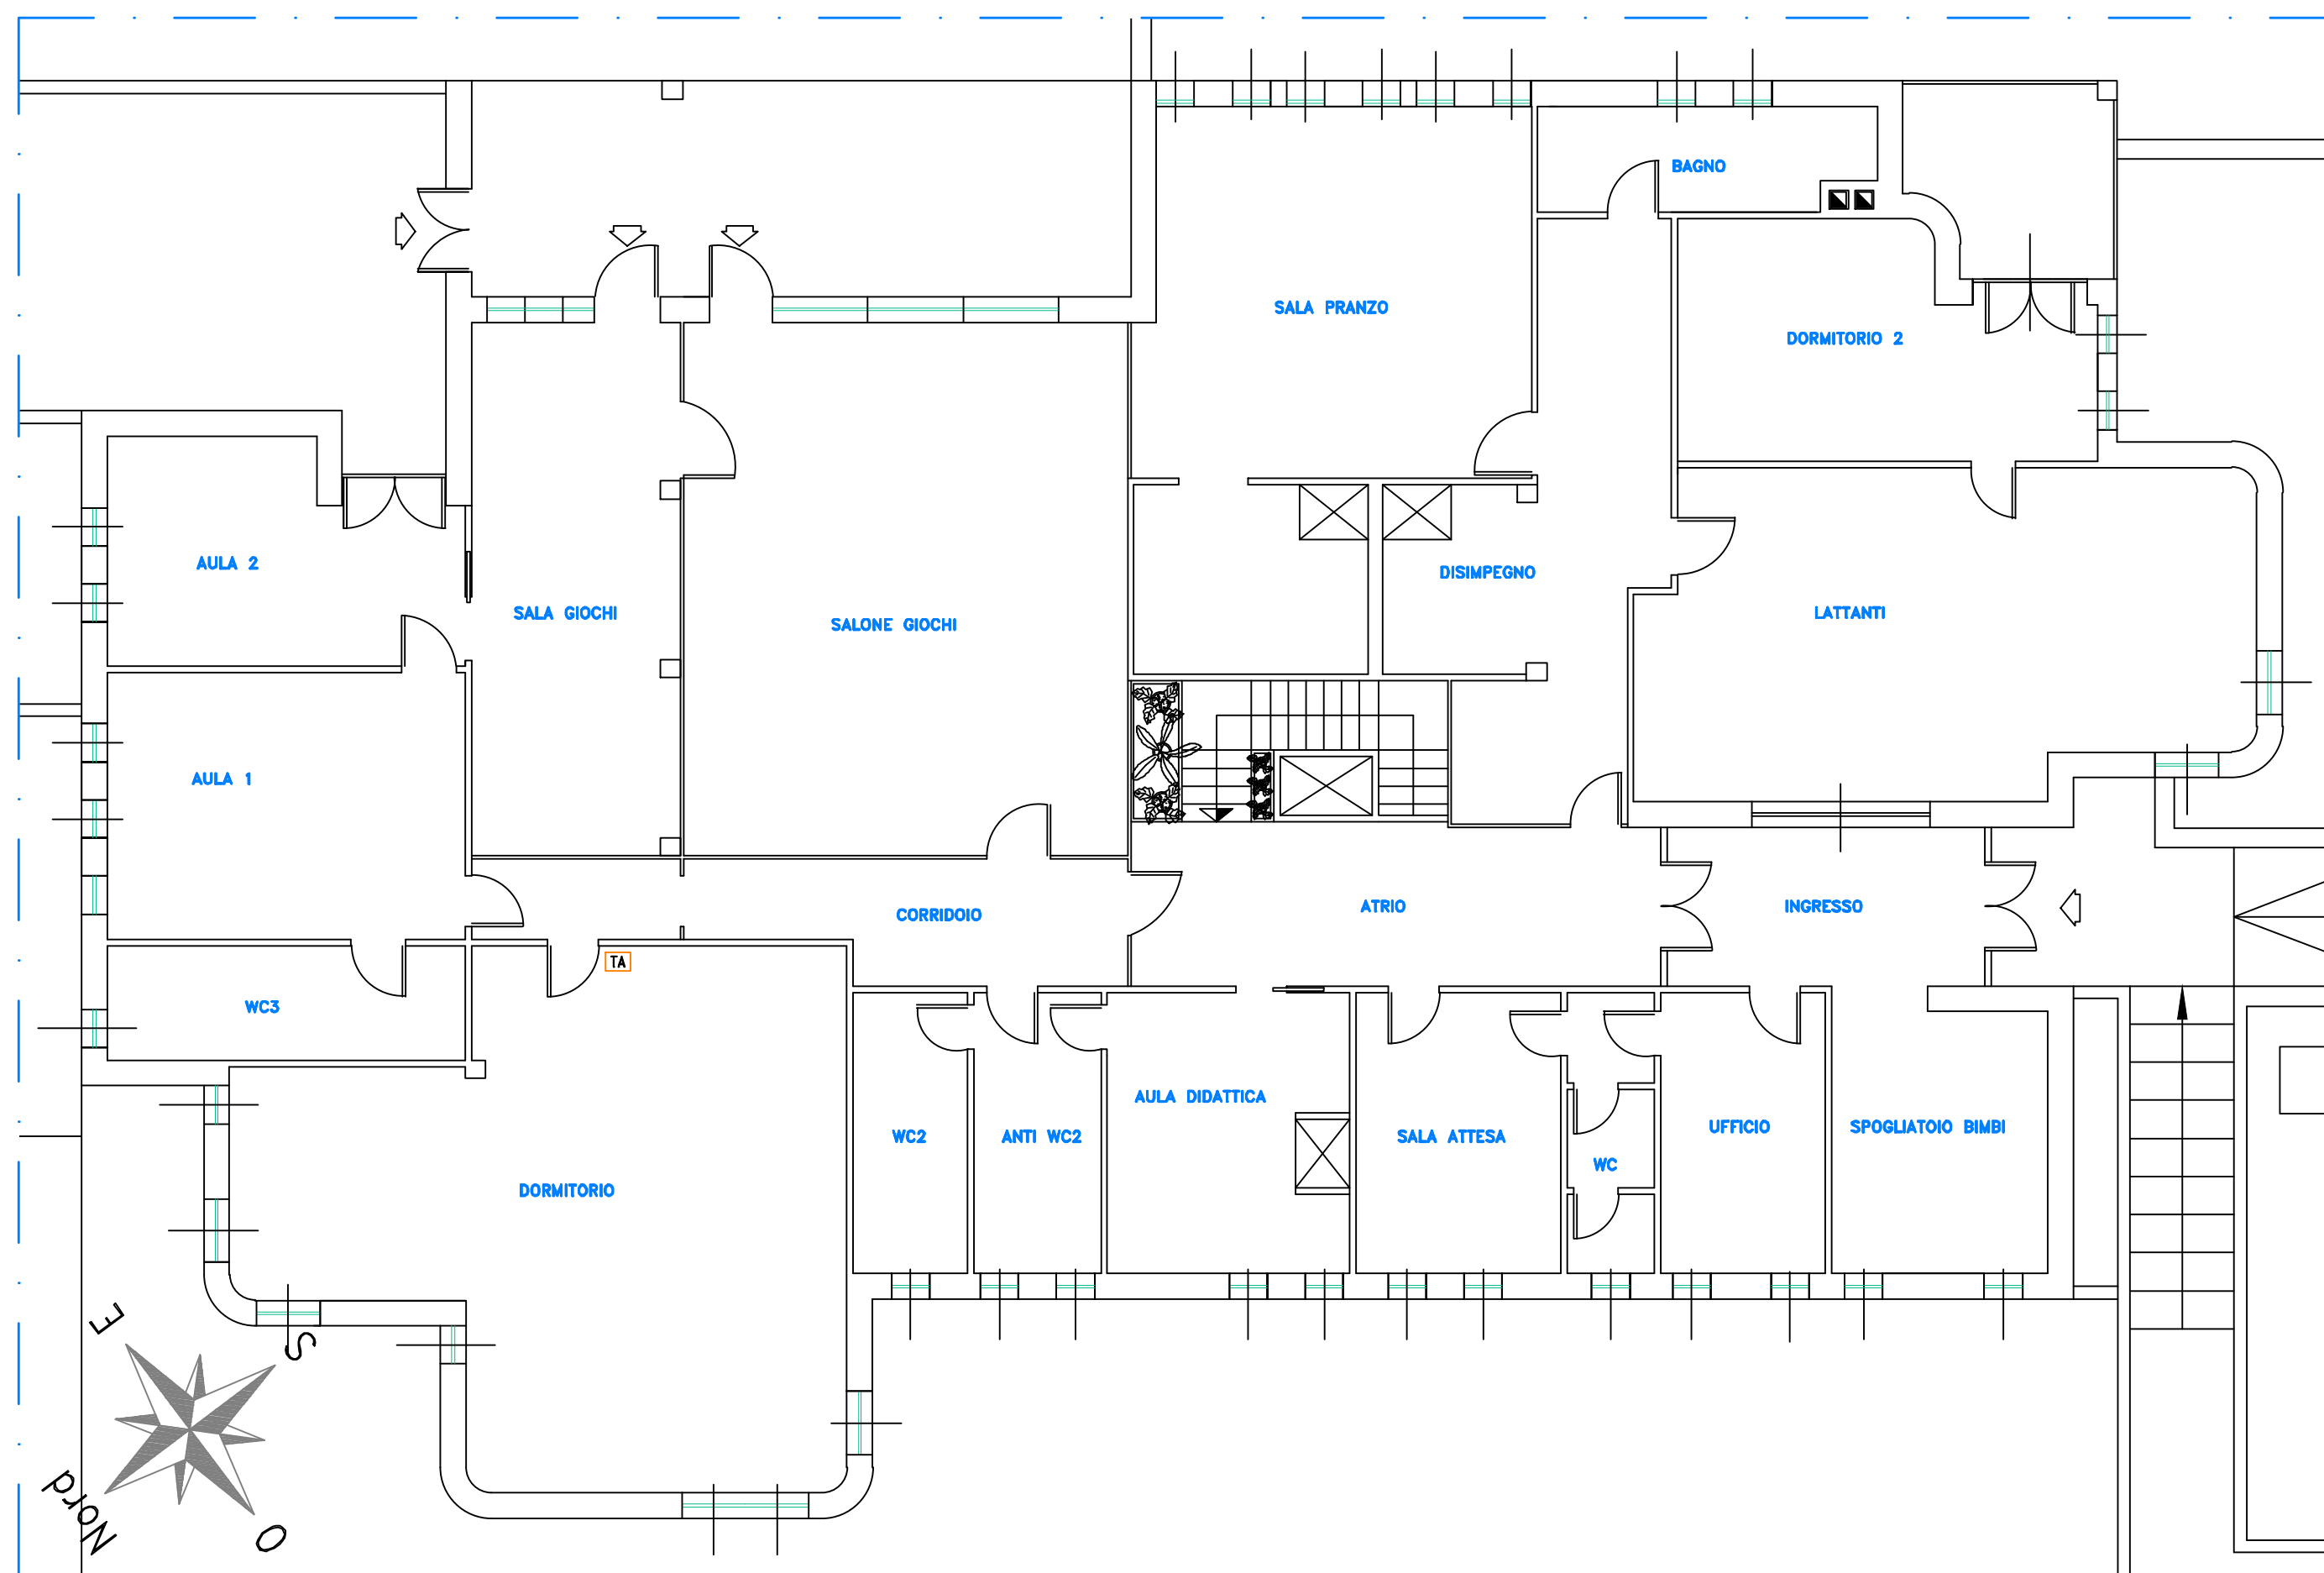 BAGNO
SALA PRANZO
DORMITORIO 2
AULA 2
DISIMPEGNO
SALA GIOCHI
SALONE GIOCHI
LATTANTI
AULA 1
CORRIDOIO
ATRIO
INGRESSO
TA
WC3
AULA DIDATTICA
WC2
ANTI WC2
SALA ATTESA
UFFICIO
SPOGLIATOIO BIMBI
WC
DORMITORIO
E
S
Nord
O